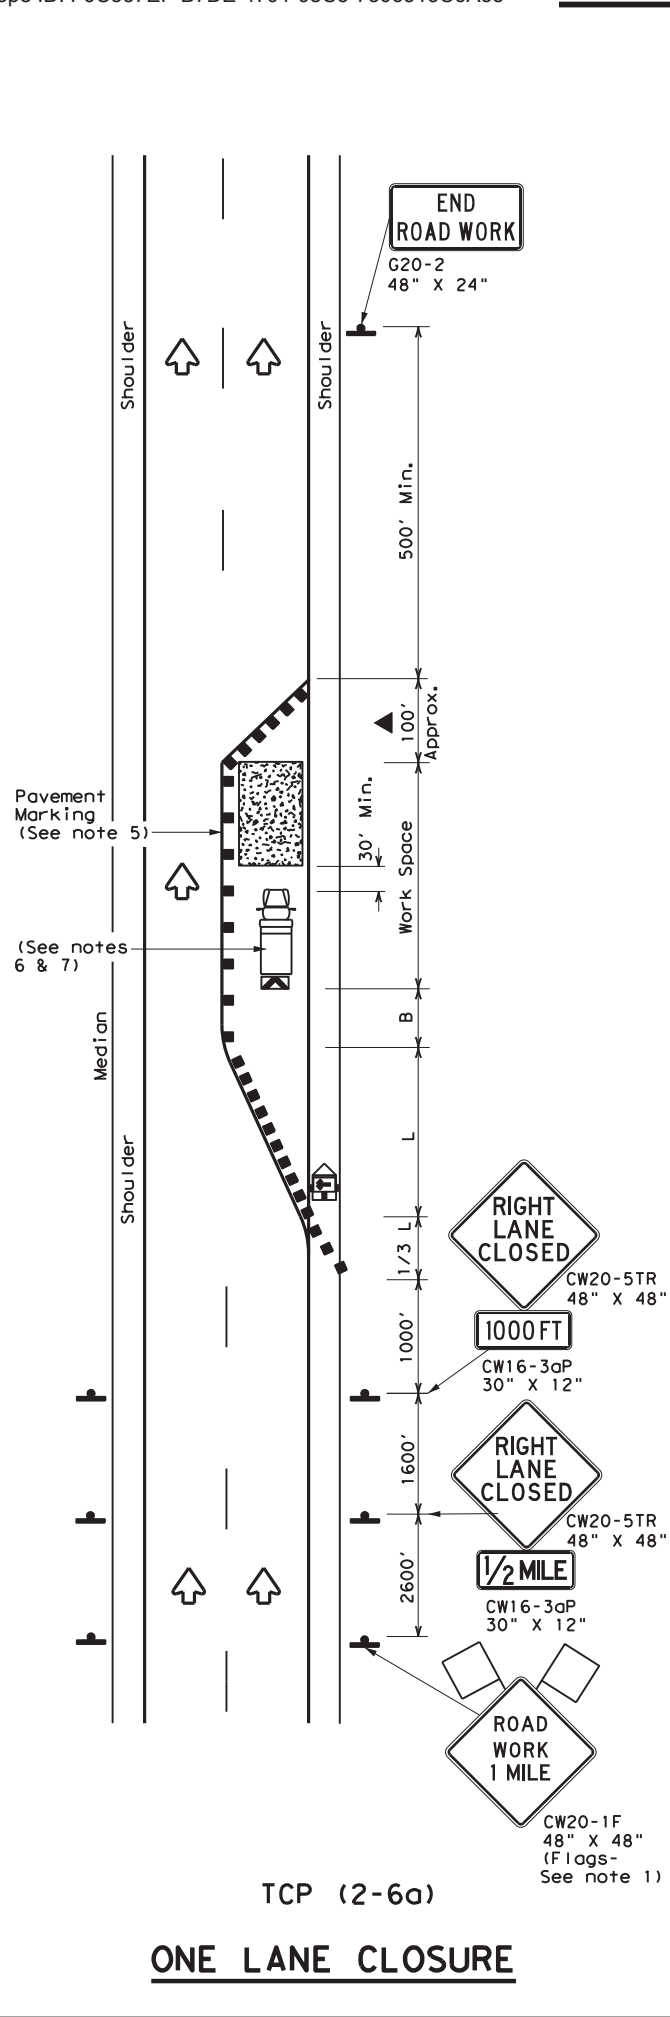 END
ROAD WORK
G20-2
48" X 24"
Shoulder
Shoulder
500' Min.
100'
Approx.
Pavement
Marking
(See note 5)
30' Min.
Work Space
(See notes
6 & 7)
B
Median
L
Shoulder
1/3 L
RIGHT
LANE
CLOSED
CW20-5TR
48" X 48"
1000 FT
CW16-3aP
30" X 12"
1000'
RIGHT
LANE
CLOSED
1600'
CW20-5TR
48" X 48"
1/2 MILE
CW16-3aP
30" X 12"
2600'
ROAD
WORK
1 MILE
CW20-1F
48" X 48"
(Flags-
See note 1)
TCP (2-6a)
ONE LANE CLOSURE